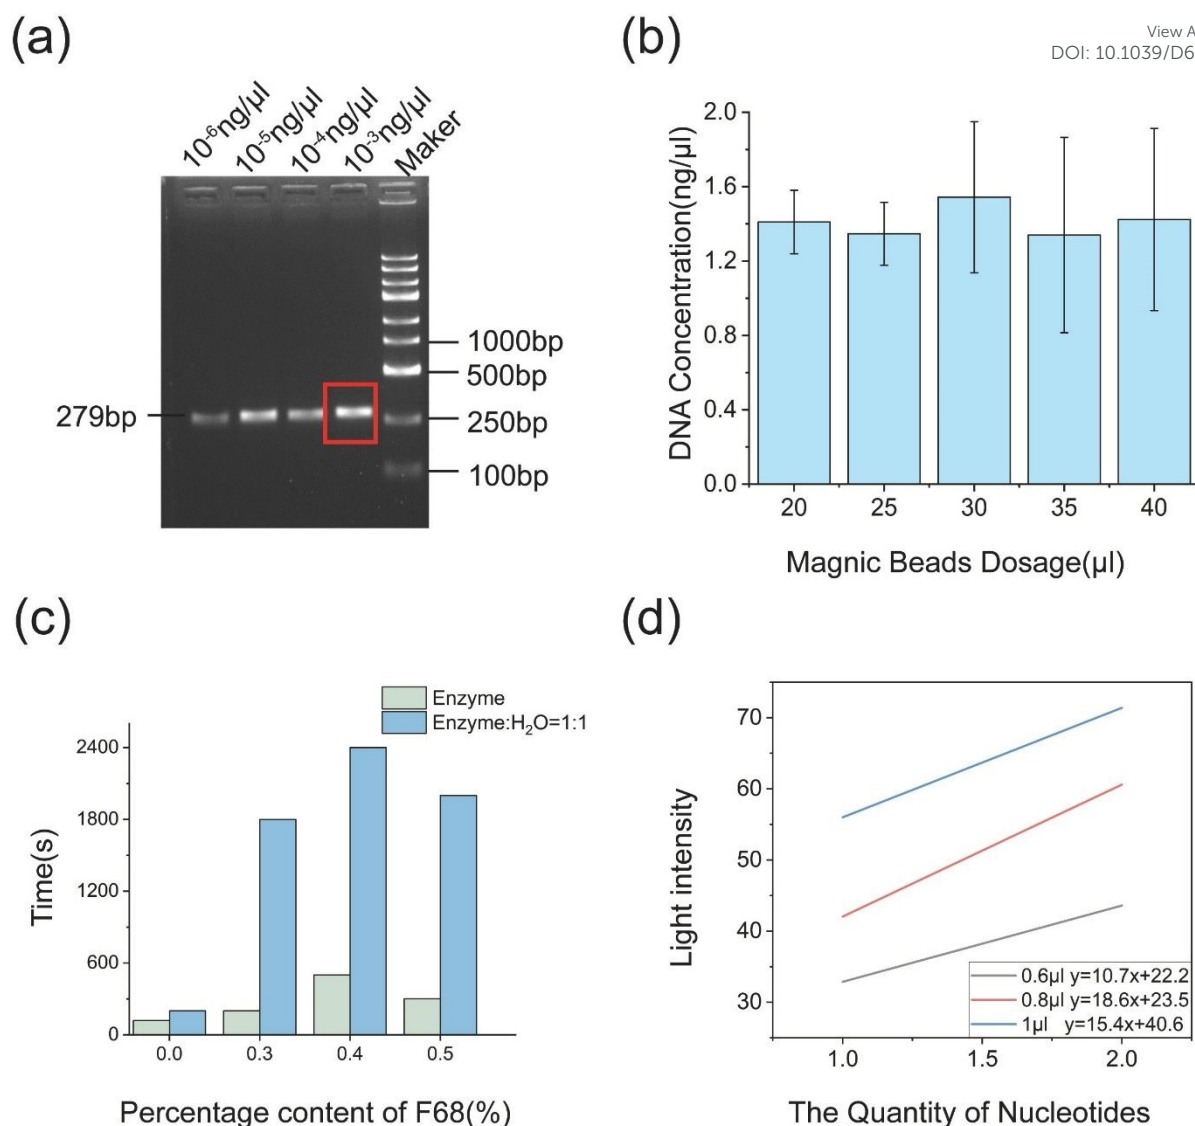 (a)
10⁻⁶ng/µl
10⁻⁵ng/µl
10⁻⁴ng/µl
10⁻³ng/µl
Maker
279bp
1000bp
500bp
250bp
100bp
(b)
View A
DOI: 10.1039/D6
DNA Concentration(ng/µl)
2.0
1.6
1.2
0.8
0.4
0.0
20 25 30 35 40
Magnic Beads Dosage(µl)
(c)
Enzyme
Enzyme:H₂O=1:1
Time(s)
2400
1800
1200
600
0
0.0 0.3 0.4 0.5
Percentage content of F68(%)
(d)
Light intensity
70
60
50
40
30
0.6µl y=10.7x+22.2
0.8µl y=18.6x+23.5
1µl y=15.4x+40.6
1.0 1.5 2.0
The Quantity of Nucleotides